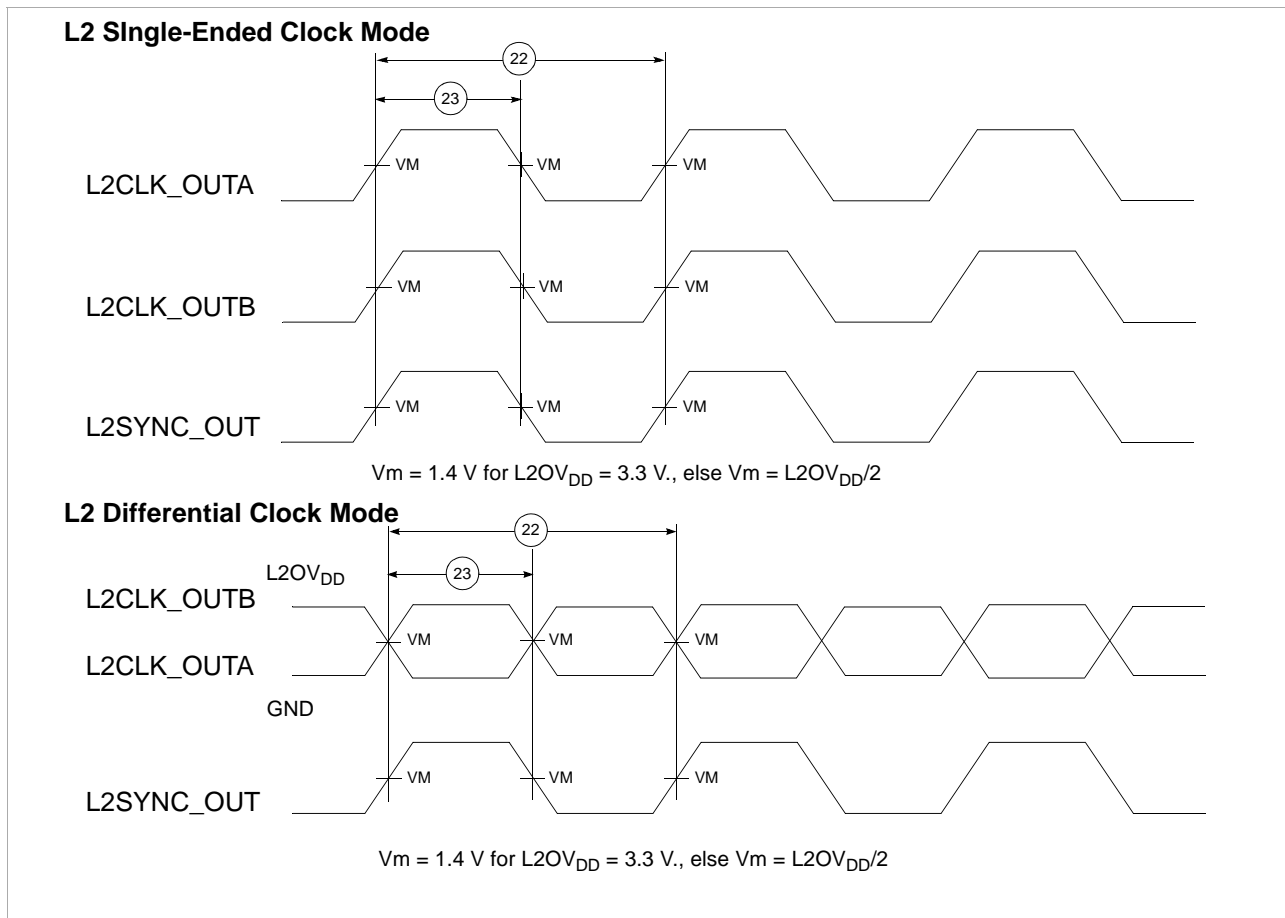 L2 SIngle-Ended Clock Mode
22
23
L2CLK_OUTA
VM VM VM
L2CLK_OUTB
VM VM VM
L2SYNC_OUT
VM VM VM
Vm = 1.4 V for L2OVDD = 3.3 V., else Vm = L2OVDD/2
L2 Differential Clock Mode
22
23
L2OVDD
L2CLK_OUTB
VM VM VM
L2CLK_OUTA
GND
L2SYNC_OUT
VM VM VM
Vm = 1.4 V for L2OVDD = 3.3 V., else Vm = L2OVDD/2